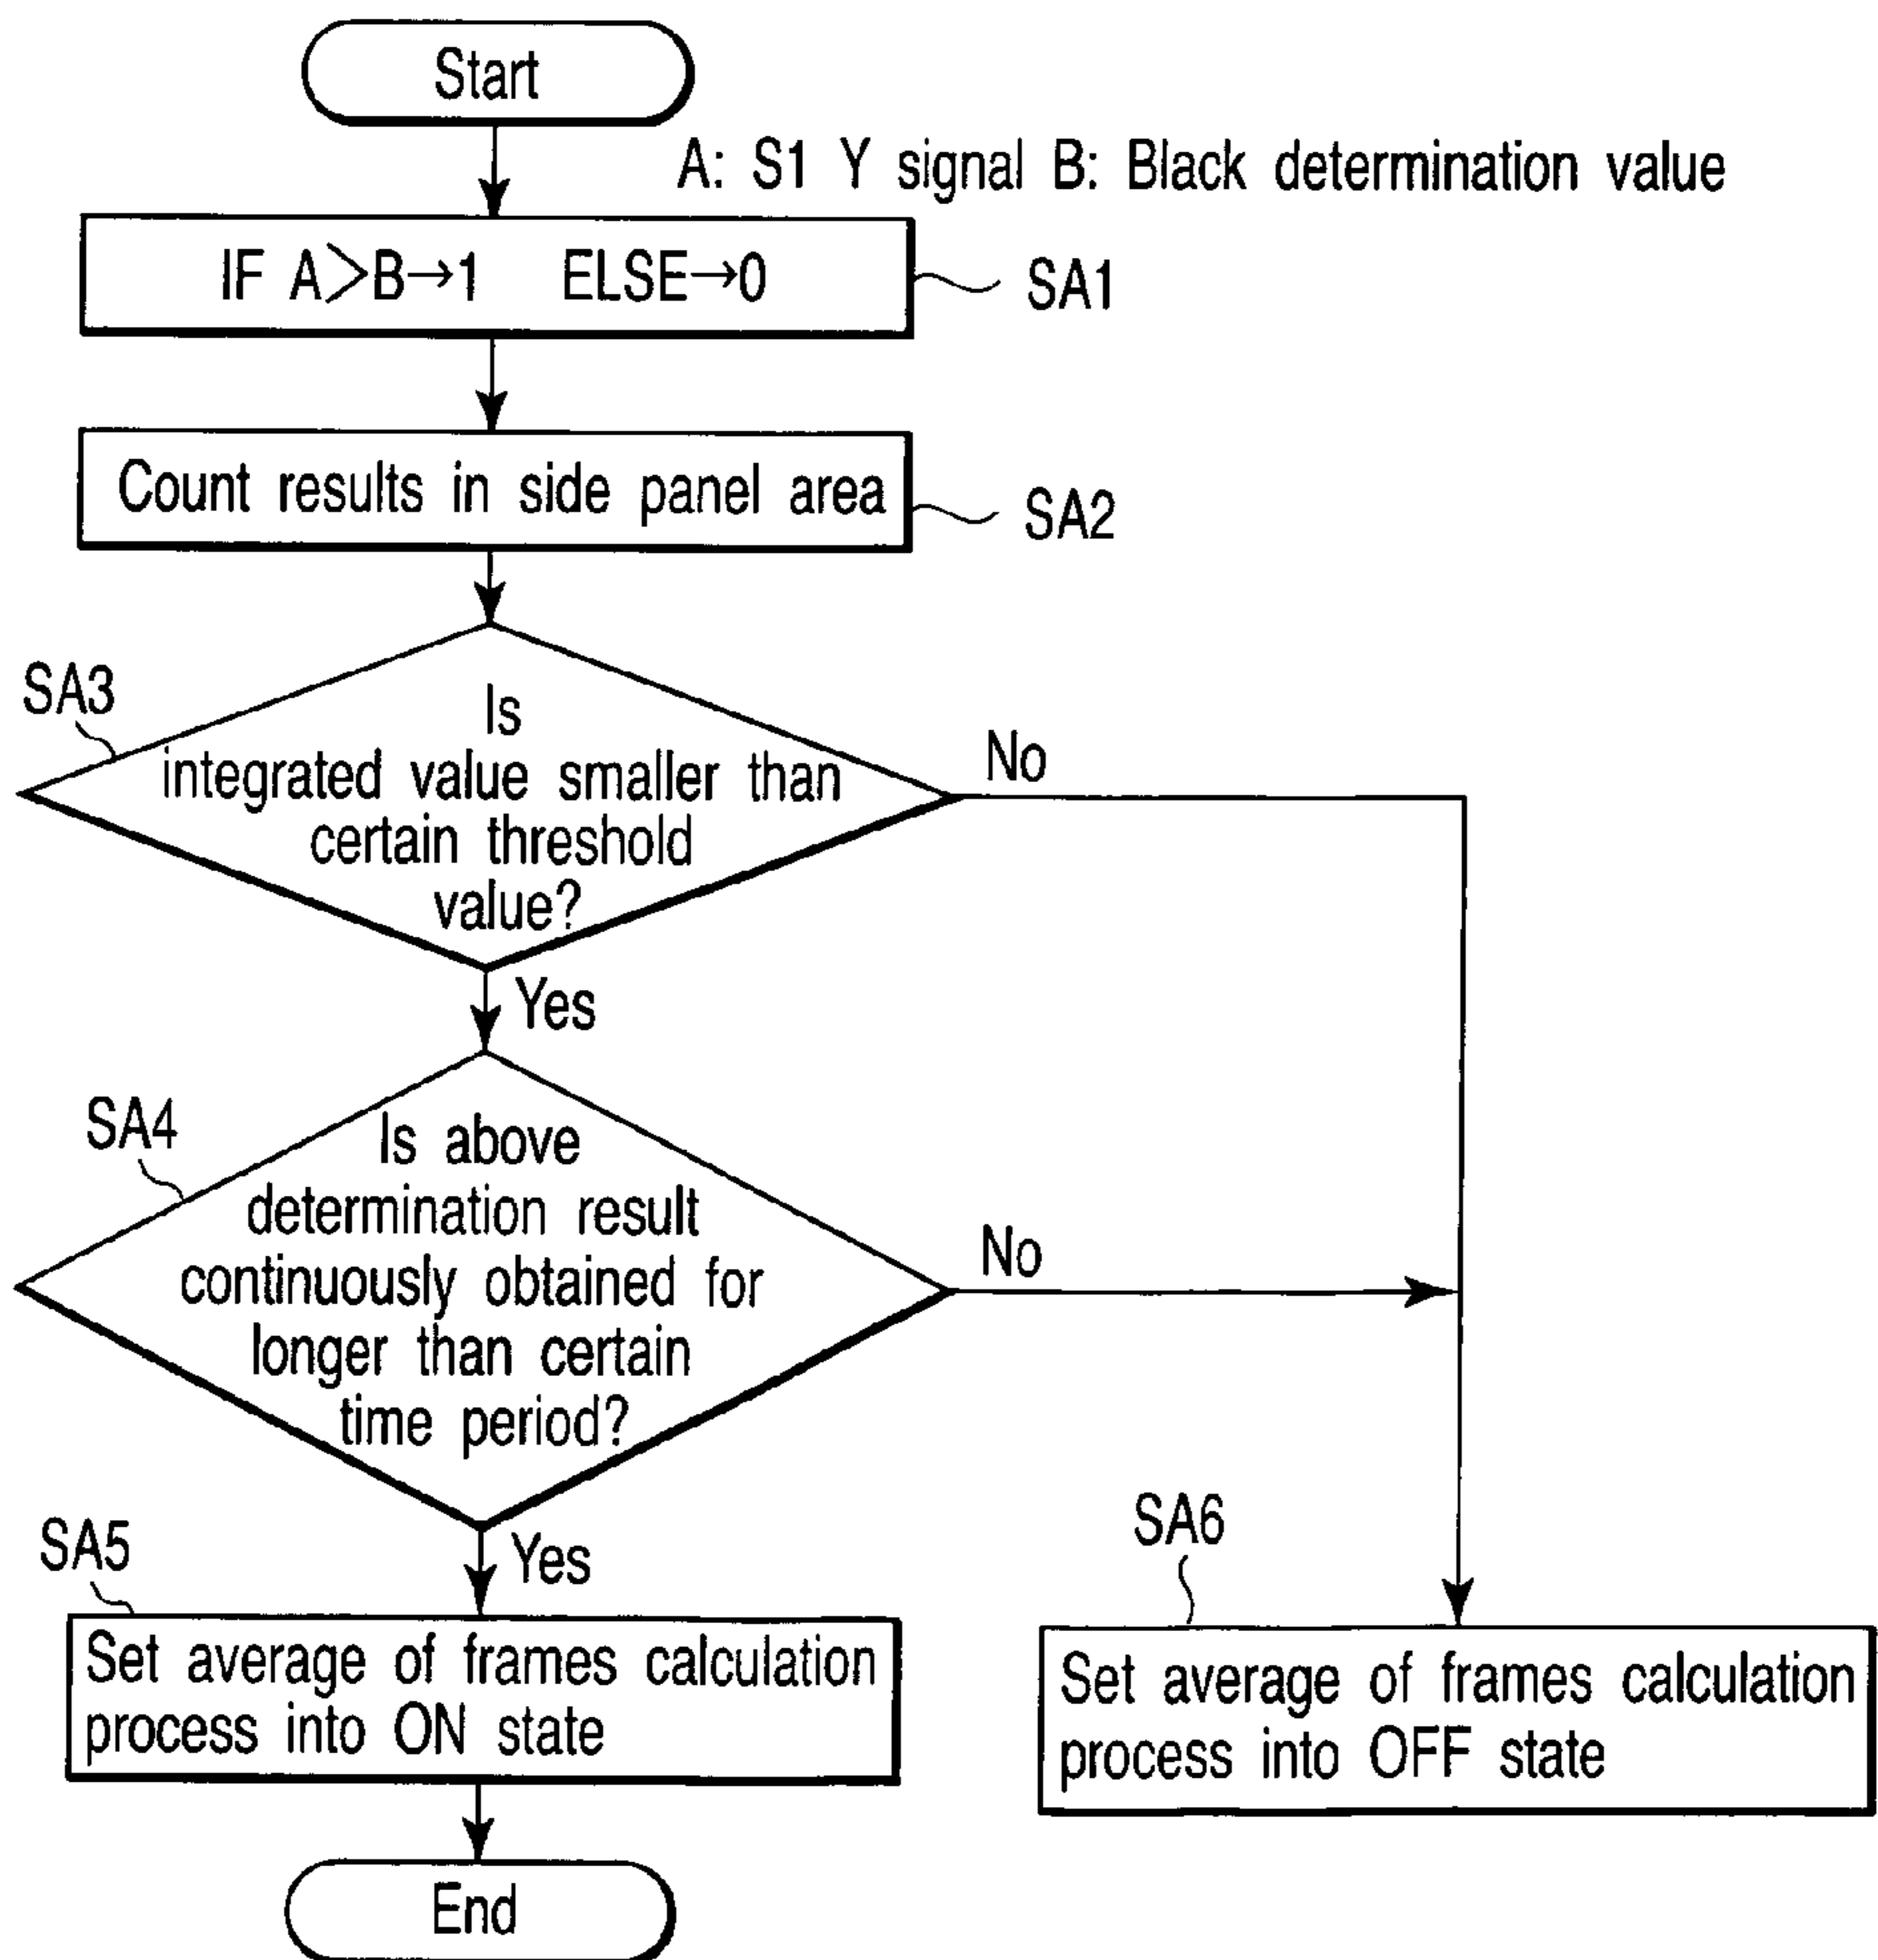 Start
A: S1 Y signal B: Black determination value
IF A>B→1 ELSE→0
SA1
Count results in side panel area
SA2
SA3
Is
integrated value smaller than
certain threshold
value?
No
Yes
SA4
Is above
determination result
continuously obtained for
longer than certain
time period?
No
Yes
SA5
Set average of frames calculation
process into ON state
SA6
Set average of frames calculation
process into OFF state
End